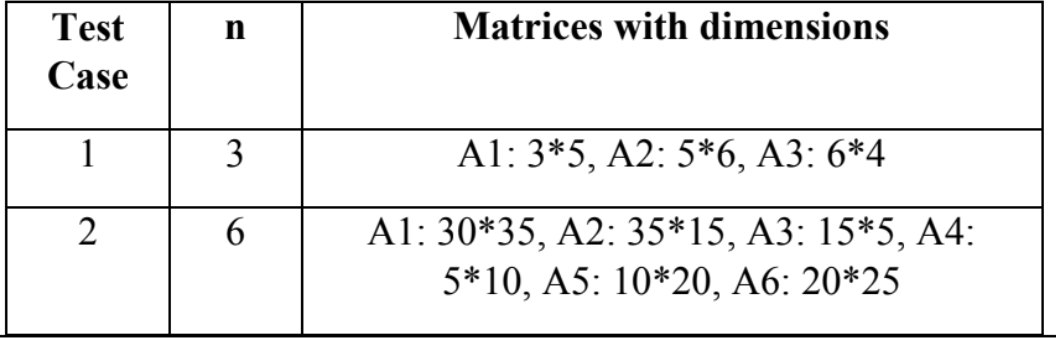 Test Case n Matrices with dimensions
1 3 A1: 3*5, A2: 5*6, A3: 6*4
2 6 A1: 30*35, A2: 35*15, A3: 15*5, A4:
5*10, A5: 10*20, A6: 20*25